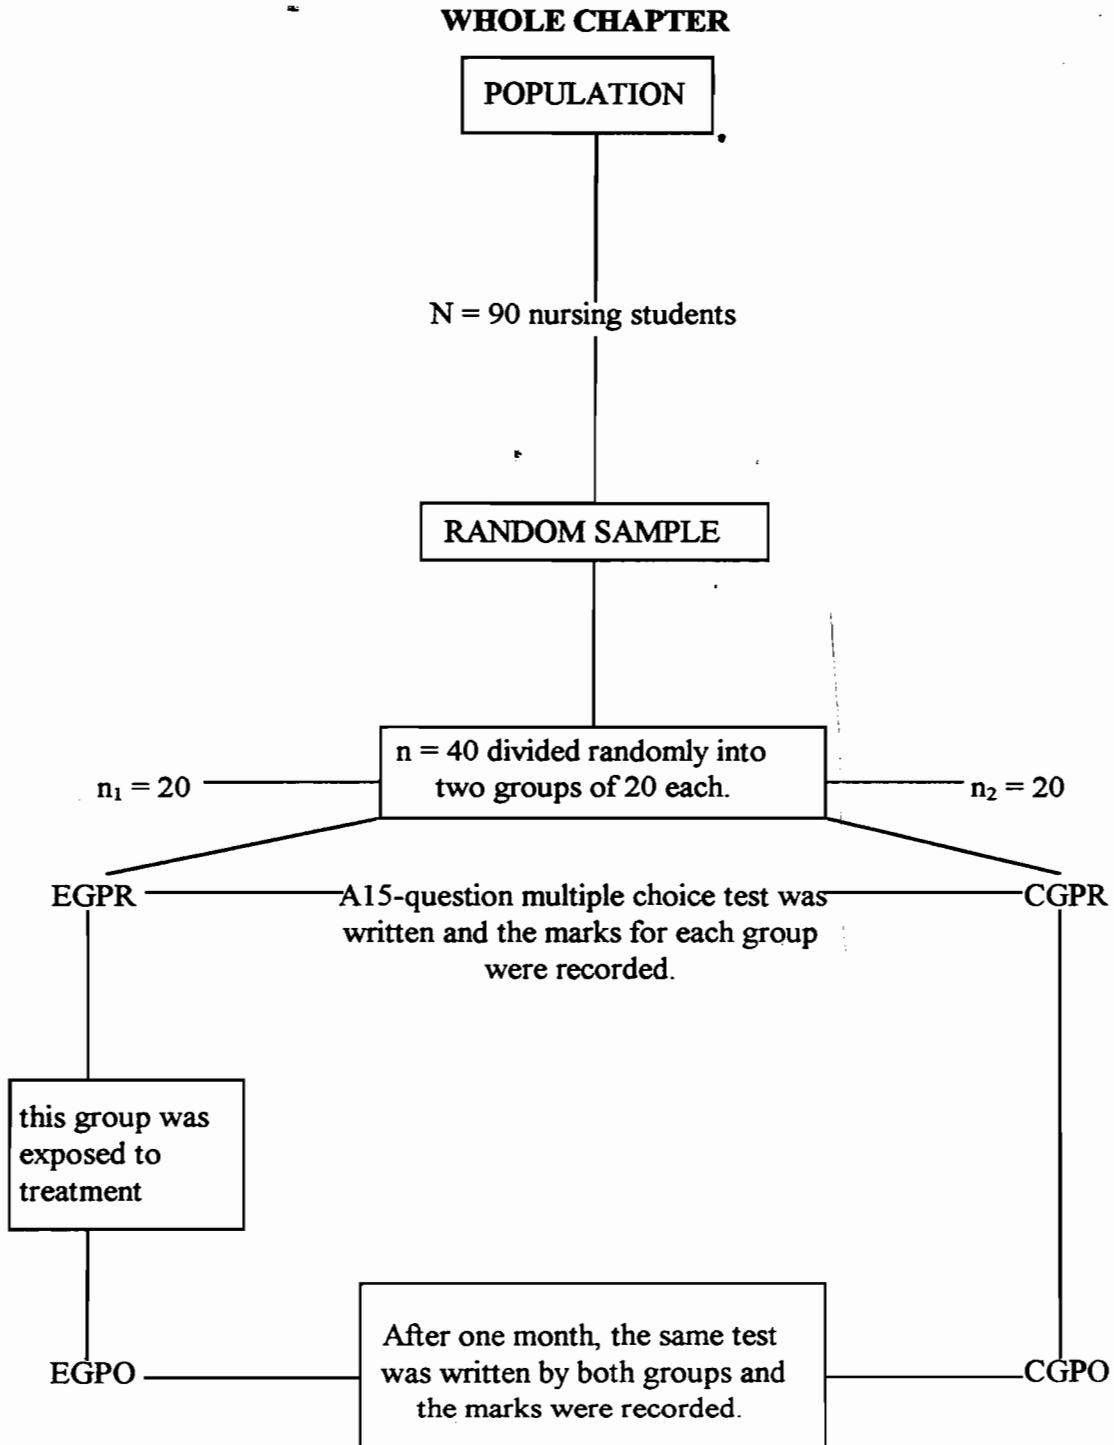 WHOLE CHAPTER
POPULATION
N = 90 nursing students
RANDOM SAMPLE
n = 40 divided randomly into
two groups of 20 each.
n₁ = 20
n₂ = 20
EGPR
A15-question multiple choice test was
written and the marks for each group
were recorded.
CGPR
this group was
exposed to
treatment
After one month, the same test
was written by both groups and
the marks were recorded.
EGPO
CGPO